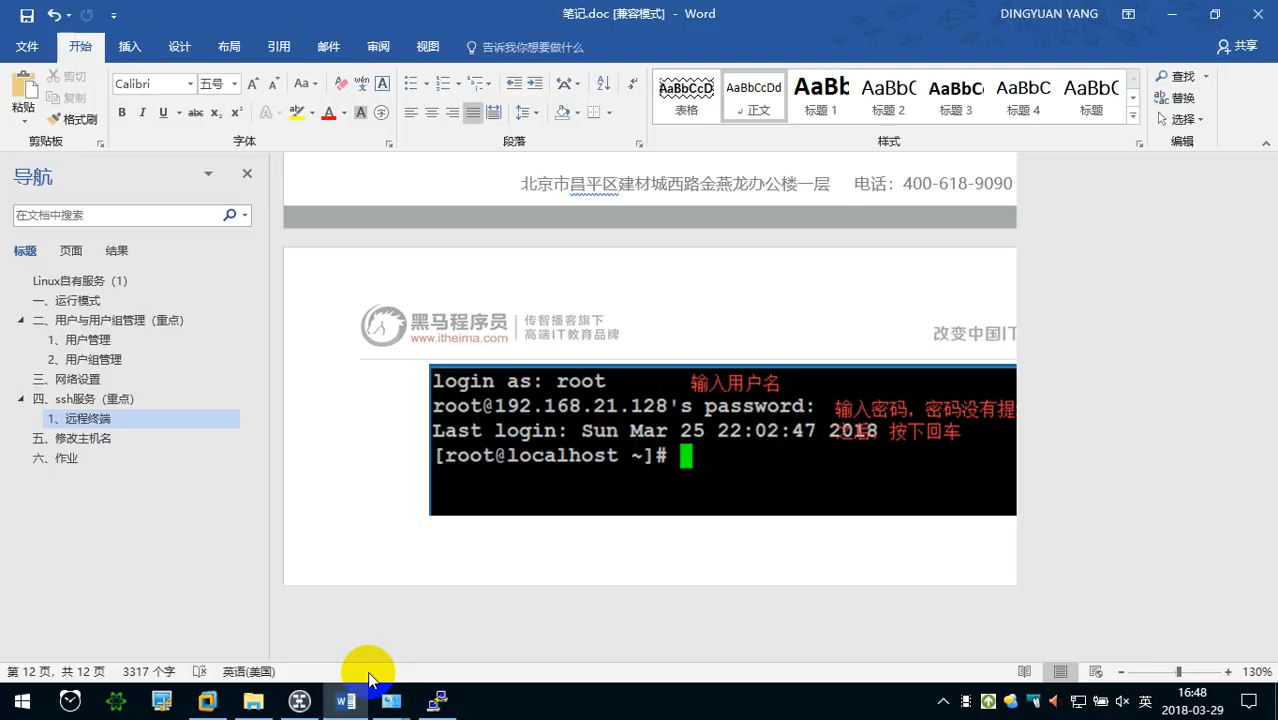 笔记.doc [兼容模式] - Word
DINGYUAN YANG
文件
开始
插入
设计
布局
引用
邮件
审阅
视图
告诉我你想要做什么
共享
粘贴
剪切
复制
格式刷
剪贴板
Calibri
五号
字体
段落
AaBbCcD
表格
AaBbCcDd
正文
AaBb
标题 1
AaBbC
标题 2
AaBbC
标题 3
AaBbC
标题 4
AaBbC
标题
样式
查找
替换
选择
编辑
导航
在文档中搜索
标题
页面
结果
Linux自有服务（1）
一、运行模式
二、用户与用户组管理（重点）
1、用户管理
2、用户组管理
三、网络设置
四、ssh服务（重点）
1、远程终端
五、修改主机名
六、作业
北京市昌平区建材城西路金燕龙办公楼一层 电话：400-618-9090
黑马程序员
www.itheima.com
传智播客旗下
高端IT教育品牌
改变中国IT
login as: root 输入用户名
root@192.168.21.128's password: 输入密码，密码没有提
Last login: Sun Mar 25 22:02:47 2018 按下回车
[root@localhost ~]#
第 12 页，共 12 页
3317 个字
英语(美国)
130%
英
16:48
2018-03-29